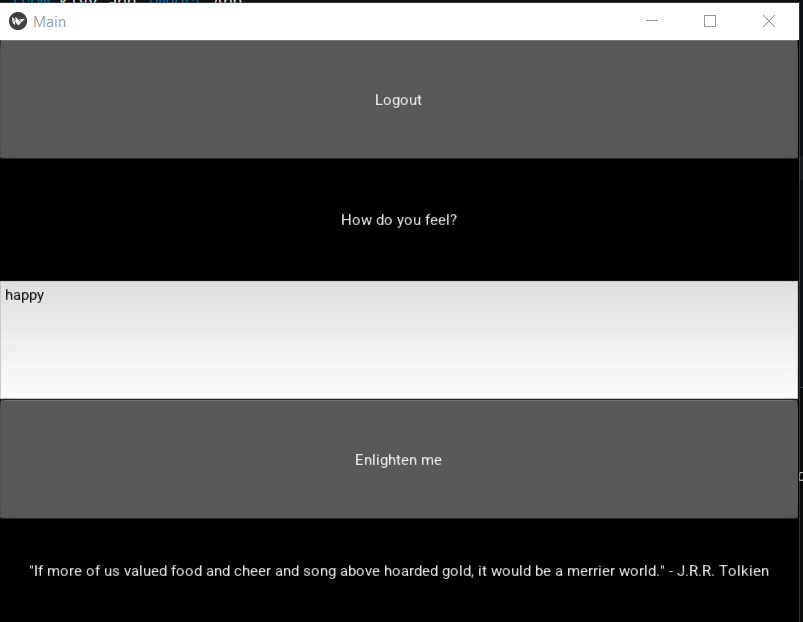 Main
Logout
How do you feel?
happy
Enlighten me
"If more of us valued food and cheer and song above hoarded gold, it would be a merrier world." - J.R.R. Tolkien